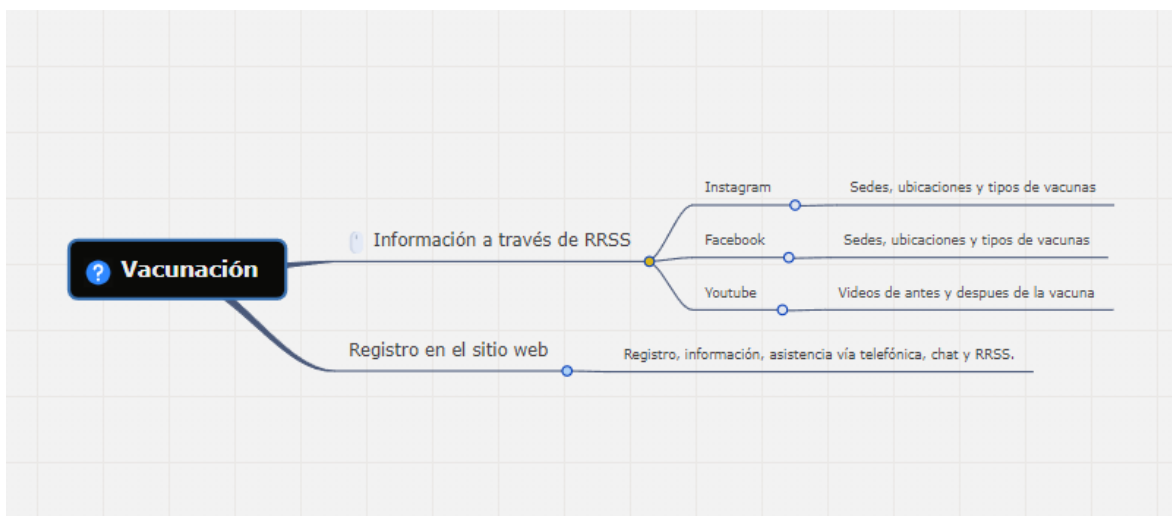 Vacunación
Información a través de RRSS
Instagram
Sedes, ubicaciones y tipos de vacunas
Facebook
Sedes, ubicaciones y tipos de vacunas
Youtube
Videos de antes y despues de la vacuna
Registro en el sitio web
Registro, información, asistencia vía telefónica, chat y RRSS.